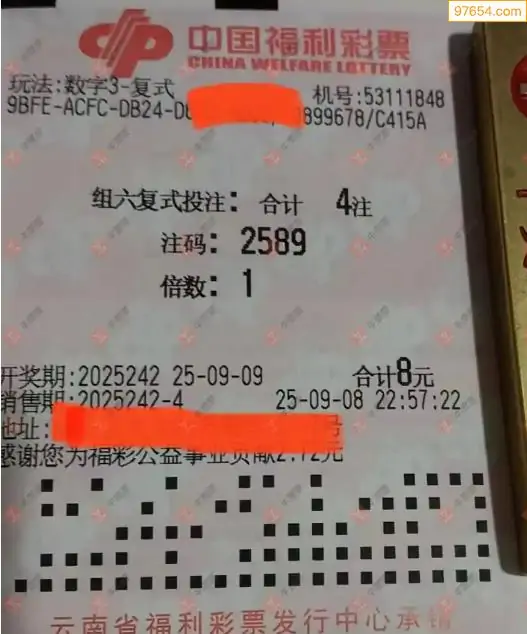 97654.com
中国福利彩票
CHINA WELFARE LOTTERY
玩法:数字3-复式
机号:53111848
9BFE-ACFC-DB24-D
899678/C415A
组六复式投注: 合计 4注
注码: 2589
倍数: 1
开奖期:2025242 25-09-09 合计8元
销售期:2025242-4 25-09-08 22:57:22
地址:
感谢您为福彩公益事业贡献2.72元
云南省福利彩票发行中心承销